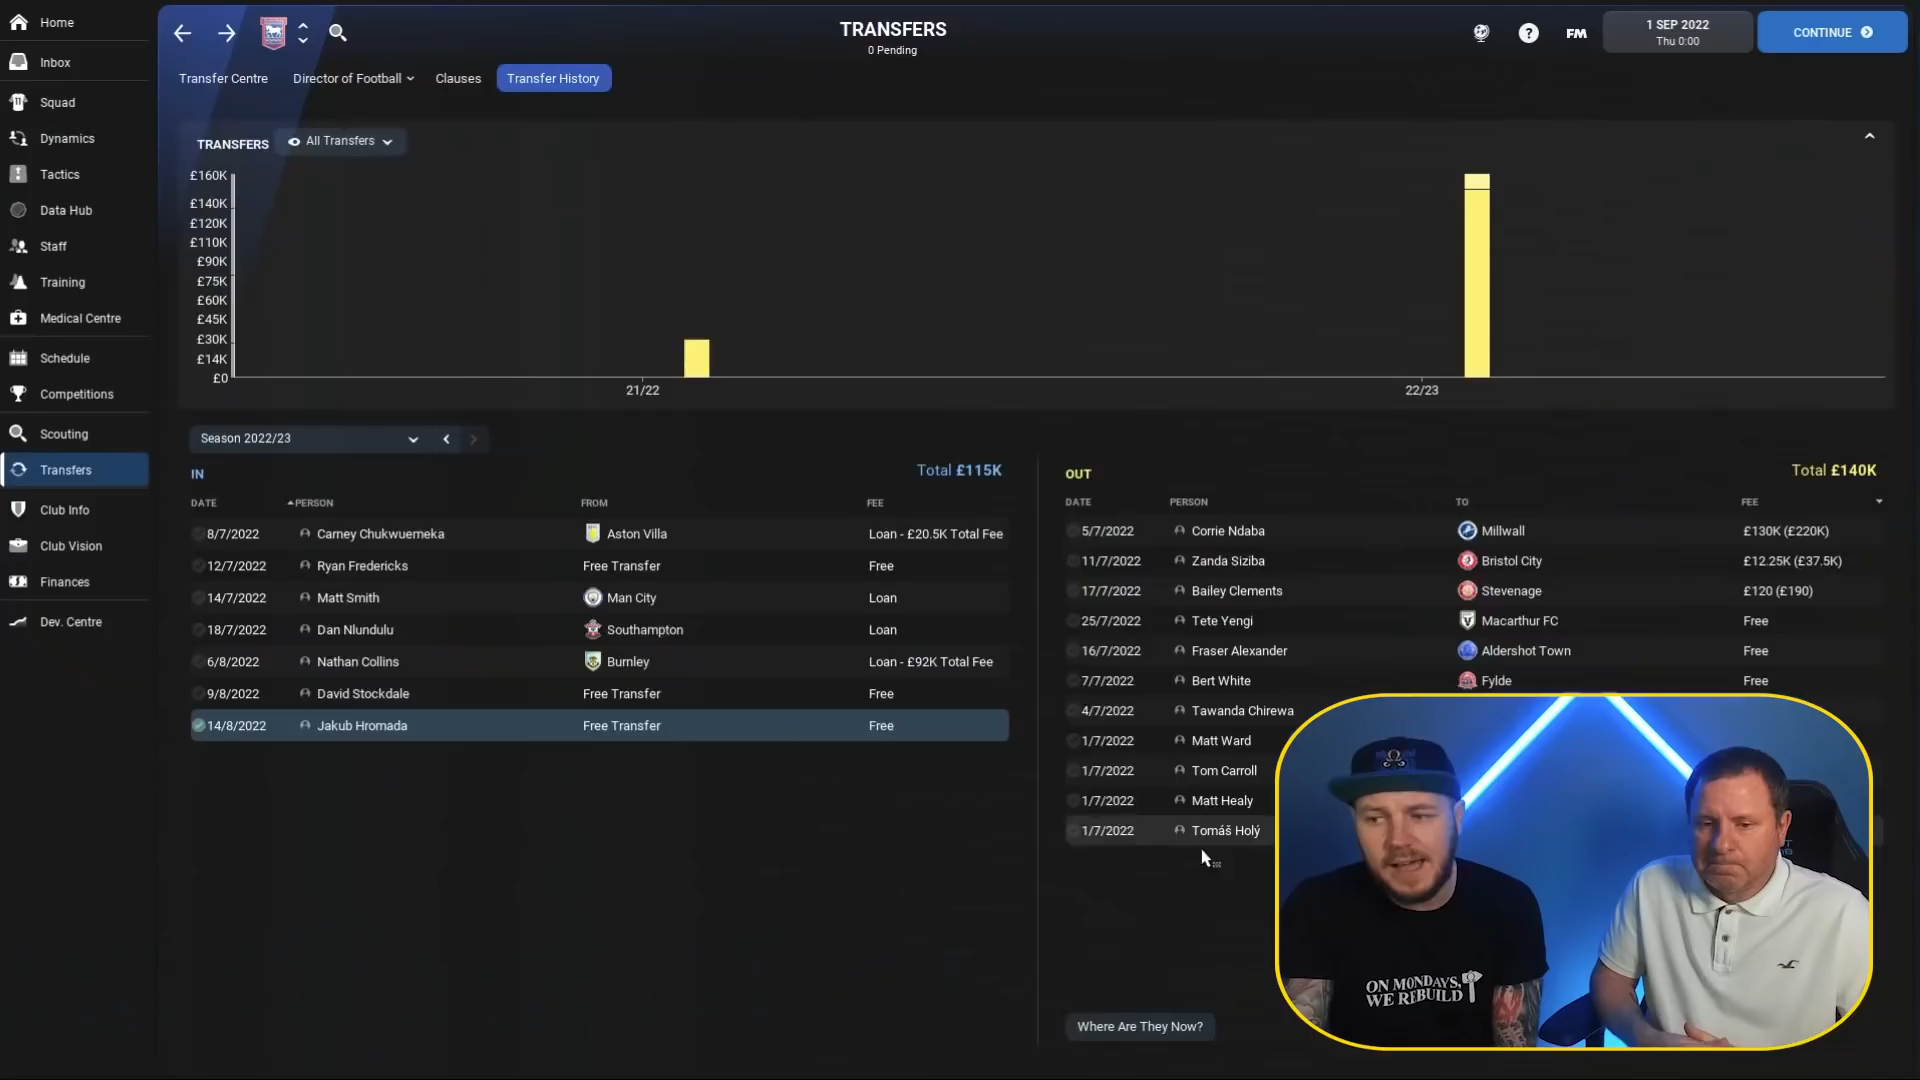 Home
Inbox
Squad
Dynamics
Tactics
Data Hub
Staff
Training
Medical Centre
Schedule
Competitions
Scouting
Transfers
Club Info
Club Vision
Finances
Dev. Centre
TRANSFERS
0 Pending
FM
1 SEP 2022
Thu 0:00
CONTINUE
Transfer Centre Director of Football Clauses Transfer History
TRANSFERS All Transfers
£160K
£140K
£120K
£110K
£90K
£75K
£60K
£45K
£30K
£14K
£0
21/22 22/23
Season 2022/23
IN Total £115K
DATE PERSON FROM FEE
8/7/2022 Carney Chukwuemeka Aston Villa Loan - £20.5K Total Fee
12/7/2022 Ryan Fredericks Free Transfer Free
14/7/2022 Matt Smith Man City Loan
18/7/2022 Dan Nlundulu Southampton Loan
6/8/2022 Nathan Collins Burnley Loan - £92K Total Fee
9/8/2022 David Stockdale Free Transfer Free
14/8/2022 Jakub Hromada Free Transfer Free
OUT Total £140K
DATE PERSON TO FEE
5/7/2022 Corrie Ndaba Millwall £130K (£220K)
11/7/2022 Zanda Siziba Bristol City £12.25K (£37.5K)
17/7/2022 Bailey Clements Stevenage £120 (£190)
25/7/2022 Tete Yengi Macarthur FC Free
16/7/2022 Fraser Alexander Aldershot Town Free
7/7/2022 Bert White Fylde Free
4/7/2022 Tawanda Chirewa
1/7/2022 Matt Ward
1/7/2022 Tom Carroll
1/7/2022 Matt Healy
1/7/2022 Tomáš Holý
Where Are They Now?
ON MONDAYS,
WE REBUILD